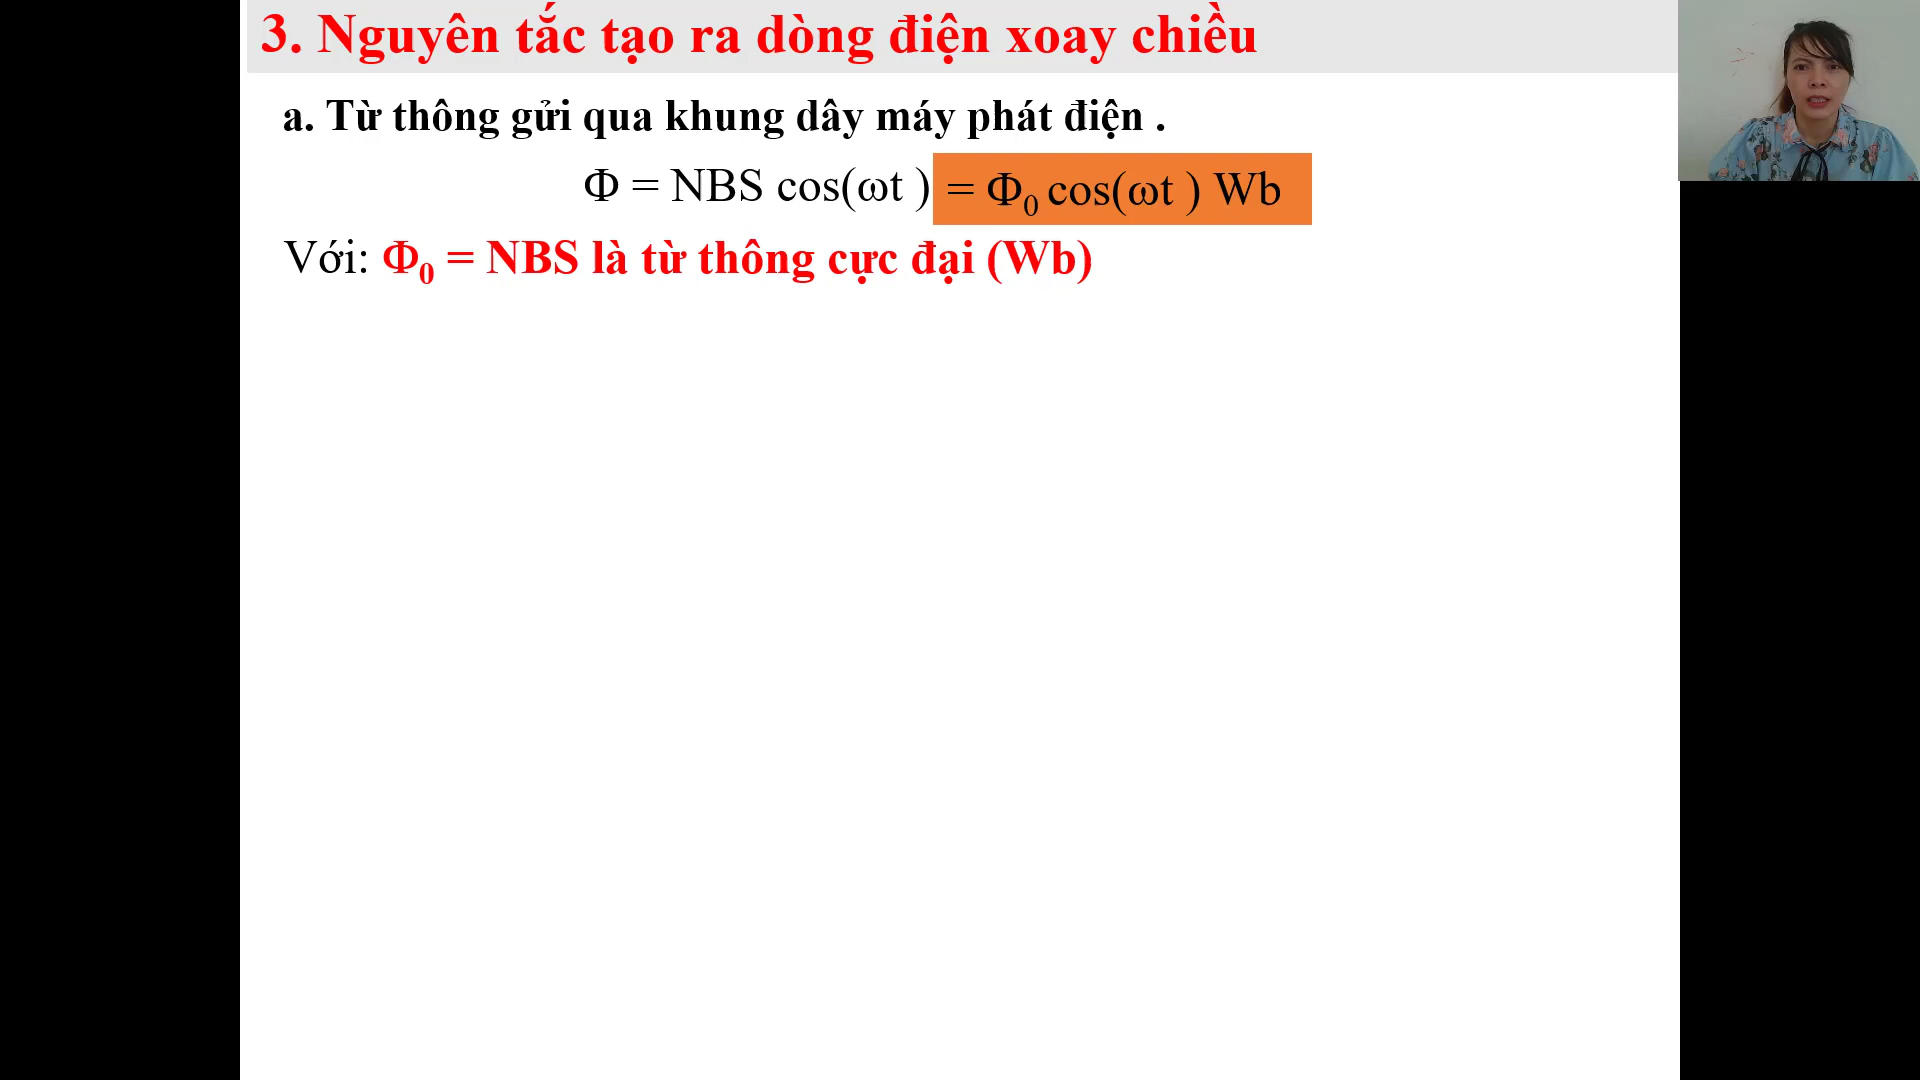 3. Nguyên tắc tạo ra dòng điện xoay chiều
a. Từ thông gửi qua khung dây máy phát điện .
Φ = NBS cos(ωt ) = Φ₀ cos(ωt ) Wb
Với: Φ₀ = NBS là từ thông cực đại (Wb)